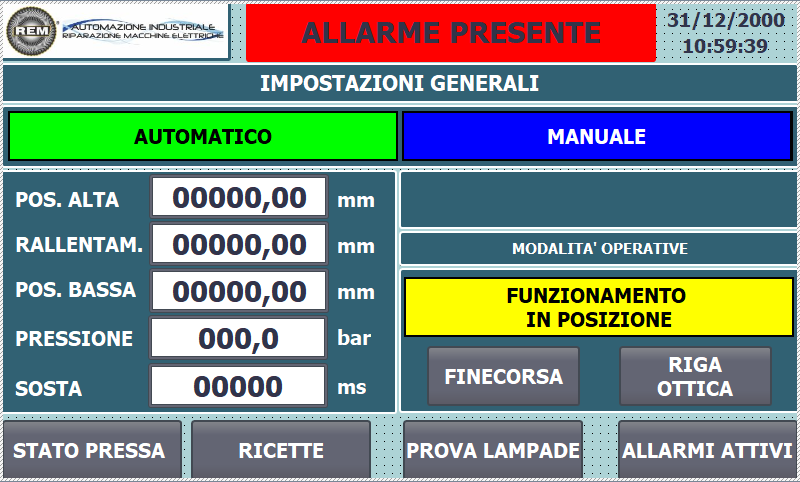 REM
AUTOMAZIONE INDUSTRIALE
RIPARAZIONE MACCHINE ELETTRICHE
ALLARME PRESENTE
31/12/2000
10:59:39
IMPOSTAZIONI GENERALI
AUTOMATICO
MANUALE
POS. ALTA 00000,00 mm
RALLENTAM. 00000,00 mm
POS. BASSA 00000,00 mm
PRESSIONE 000,0 bar
SOSTA 00000 ms
MODALITA' OPERATIVE
FUNZIONAMENTO
IN POSIZIONE
FINECORSA
RIGA
OTTICA
STATO PRESSA
RICETTE
PROVA LAMPADE
ALLARMI ATTIVI